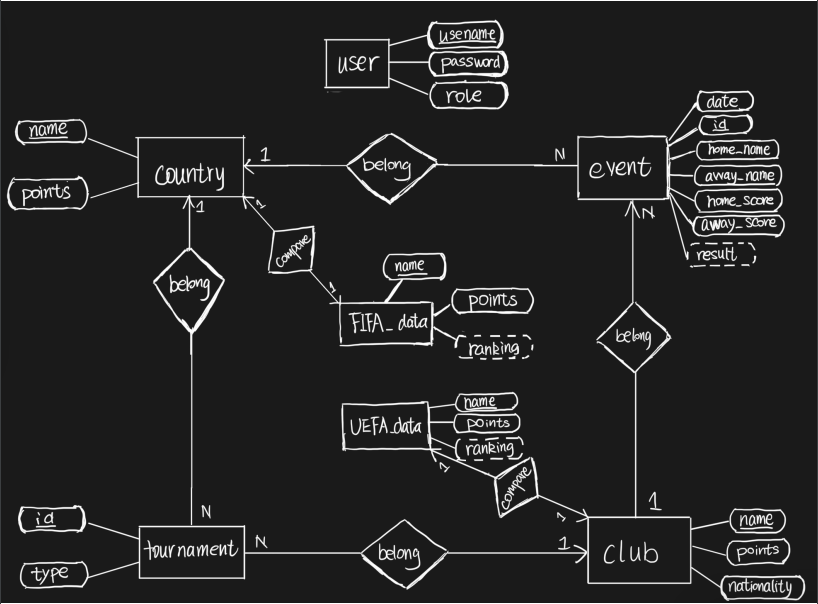 usename
user
password
role
date
name
id
1
N
home_name
country
belong
event
away_name
points
home_score
1
1
N
away_score
compare
result
belong
name
1
points
FIFA_data
ranking
belong
name
UEFA_data
points
ranking
1
compare
N
1
1
id
name
tournament
N
belong
1
club
points
type
nationality